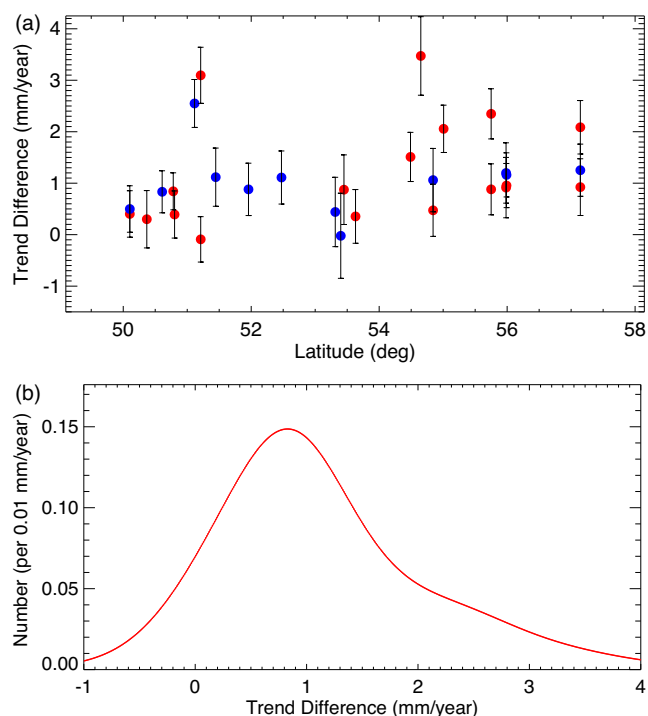 (a)
4
3
2
1
0
-1
Trend Difference (mm/year)
50 52 54 56 58
Latitude (deg)
(b)
0.15
0.10
0.05
0.00
Number (per 0.01 mm/year)
-1 0 1 2 3 4
Trend Difference (mm/year)